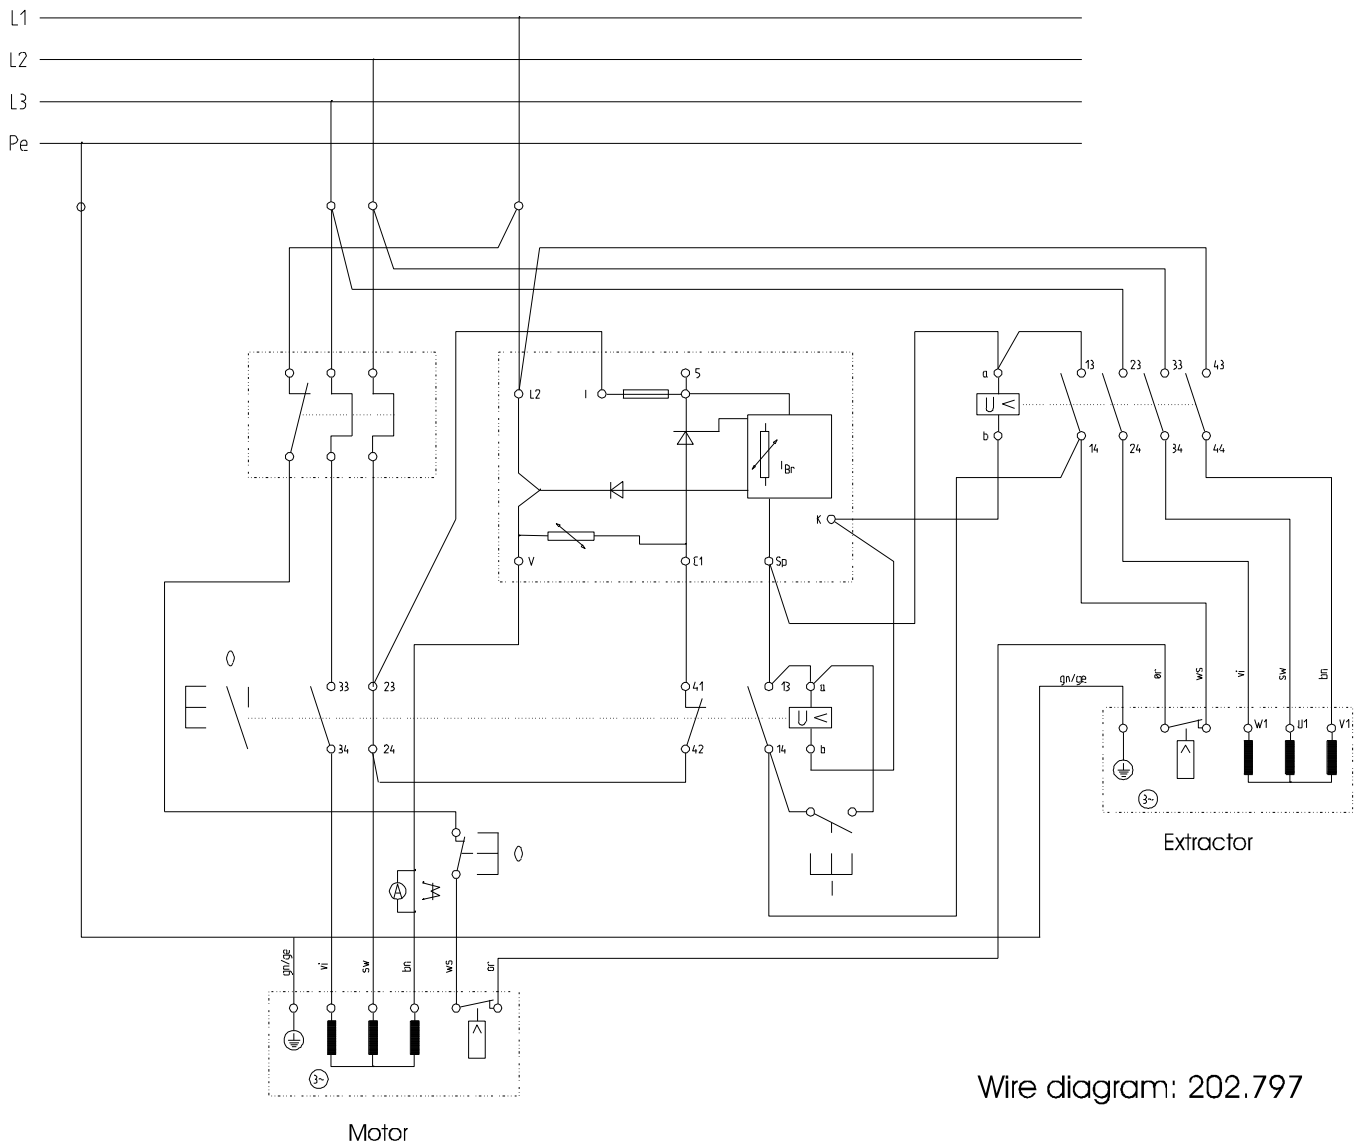 L1
L2
L3
Pe
L2
I
5
I Br
K
V
C1
Sp
a
b
U <
13
23
33
43
14
24
34
44
0
33
23
34
24
41
42
13
a
14
b
U <
I
0
A
gn/ge
or
ws
vi
sw
bn
W1
U1
V1
3~
Extractor
gn/ge
vi
sw
bn
ws
or
3~
Motor
Wire diagram: 202.797